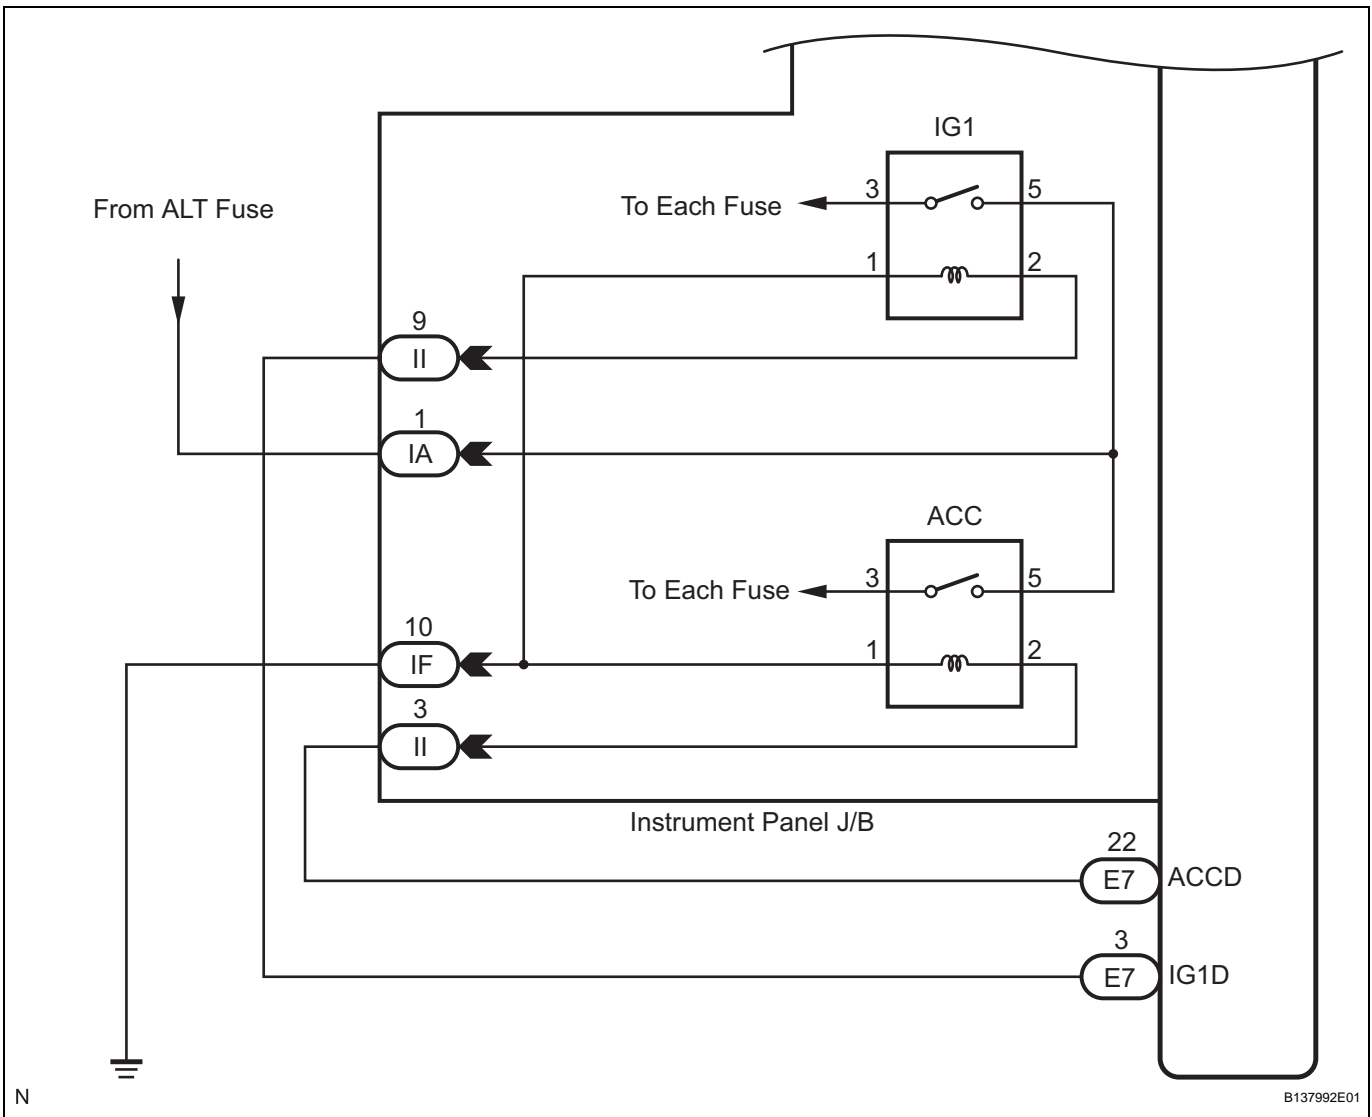 IG1
From ALT Fuse
To Each Fuse
3
5
1
2
9
II
1
IA
ACC
To Each Fuse
3
5
10
IF
1
2
3
II
Instrument Panel J/B
22
E7
ACCD
3
E7
IG1D
N
B137992E01